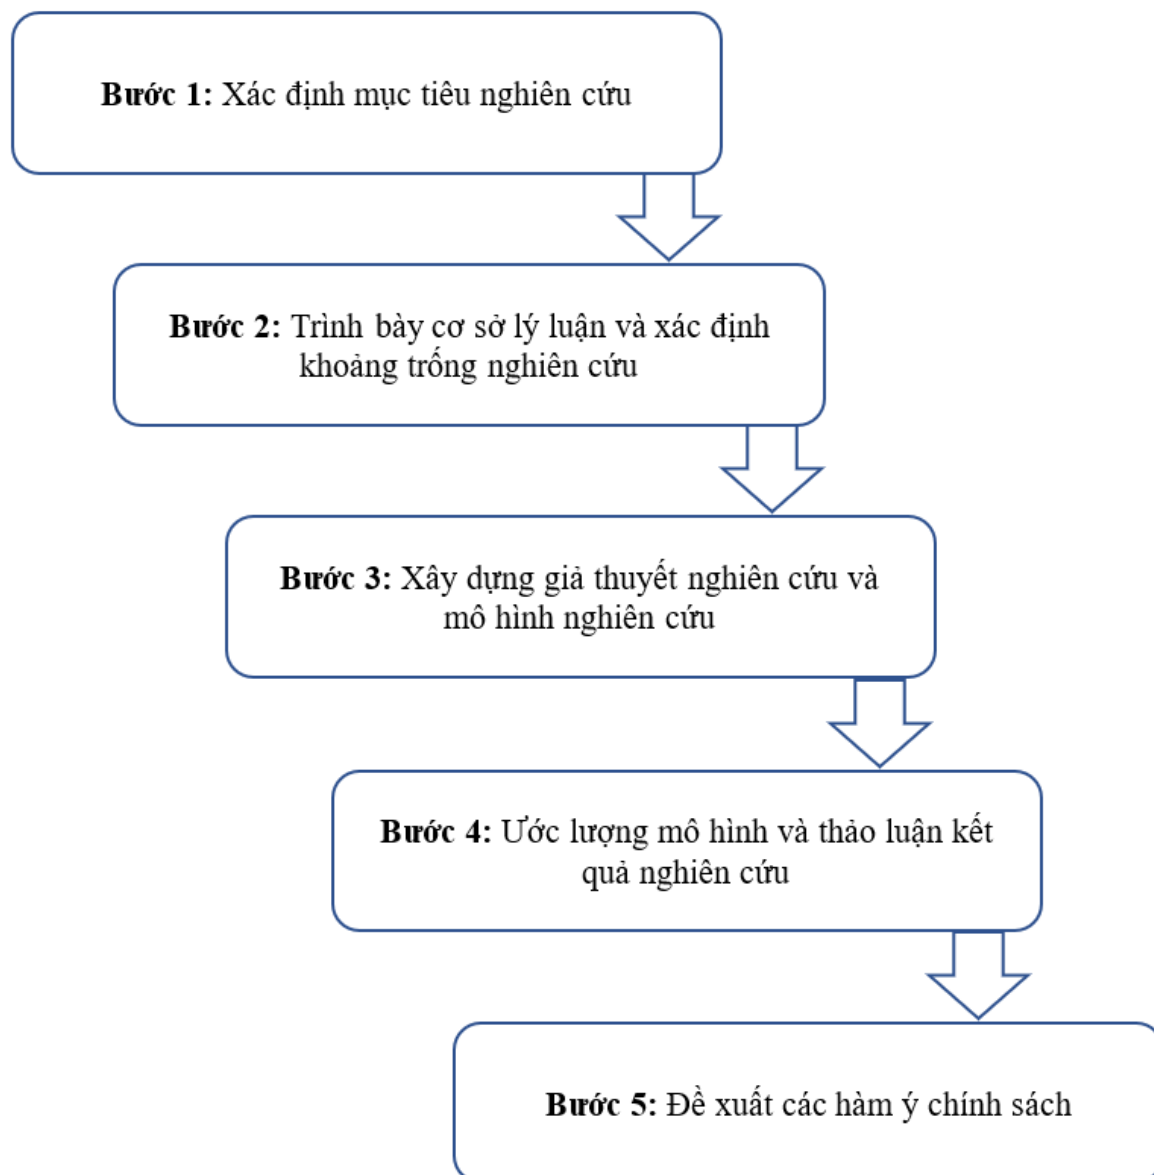 Bước 1: Xác định mục tiêu nghiên cứu
Bước 2: Trình bày cơ sở lý luận và xác định
khoảng trống nghiên cứu
Bước 3: Xây dựng giả thuyết nghiên cứu và
mô hình nghiên cứu
Bước 4: Ước lượng mô hình và thảo luận kết
quả nghiên cứu
Bước 5: Đề xuất các hàm ý chính sách